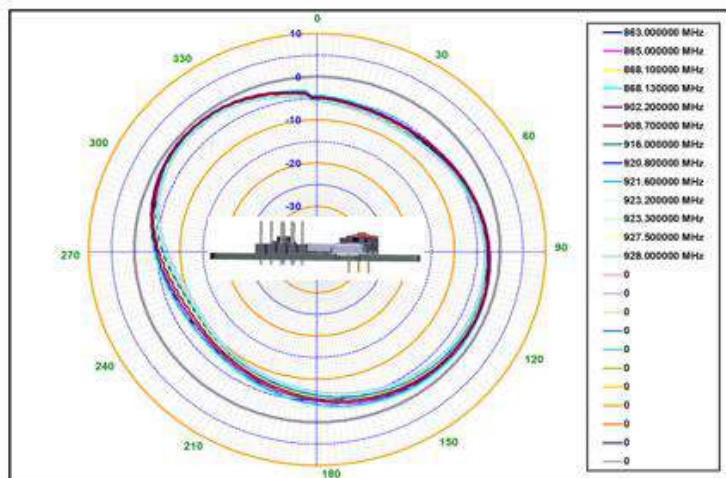 0
10
0
-10
-20
-30
30
60
90
120
150
180
210
240
270
300
330
863.000000 MHz
865.000000 MHz
868.100000 MHz
868.130000 MHz
902.200000 MHz
908.700000 MHz
916.000000 MHz
920.800000 MHz
921.600000 MHz
923.200000 MHz
923.300000 MHz
927.500000 MHz
928.000000 MHz
0
0
0
0
0
0
0
0
0
0
0